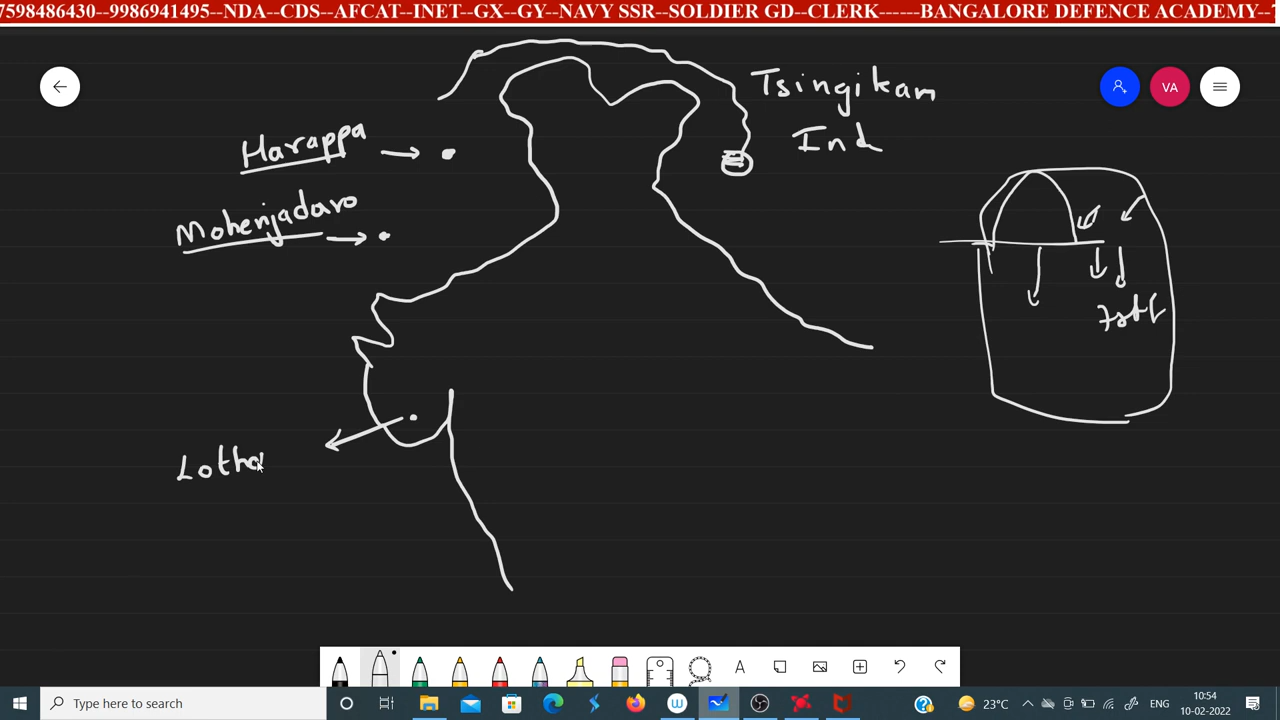 7598486430--9986941495--NDA--CDS--AFCAT--INET--GX--GY--NAVY SSR--SOLDIER GD--CLERK------BANGALORE DEFENCE ACADEMY--
VA
Tsingikan
Ind
Harappa
Mohenjadaro
Lotha
A
Type here to search
23°C
ENG
10:54
10-02-2022